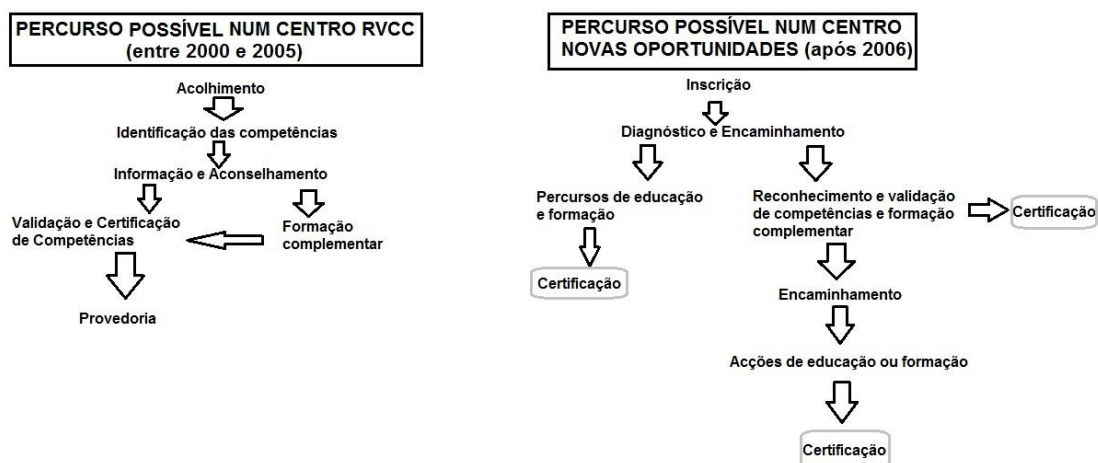 PERCURSO POSSÍVEL NUM CENTRO RVCC
(entre 2000 e 2005)
Acolhimento
Identificação das competências
Informação e Aconselhamento
Validação e Certificação
de Competências
Formação
complementar
Provedoria
PERCURSO POSSÍVEL NUM CENTRO
NOVAS OPORTUNIDADES (após 2006)
Inscrição
Diagnóstico e Encaminhamento
Percursos de educação
e formação
Certificação
Reconhecimento e validação
de competências e formação
complementar
Certificação
Encaminhamento
Acções de educação ou formação
Certificação